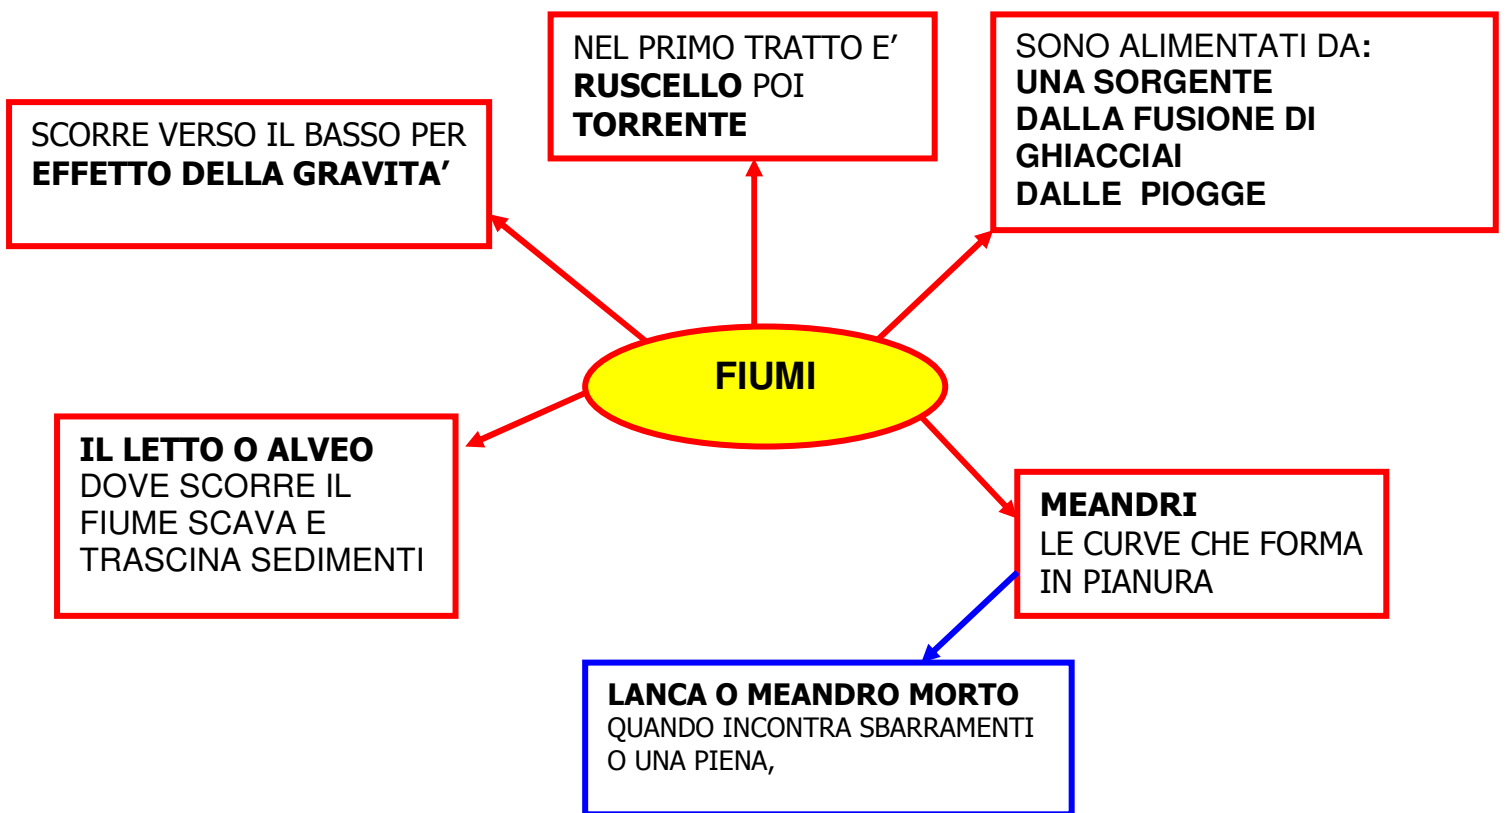 NEL PRIMO TRATTO E’
RUSCELLO POI
TORRENTE
SONO ALIMENTATI DA:
UNA SORGENTE
DALLA FUSIONE DI
GHIACCIAI
DALLE PIOGGE
SCORRE VERSO IL BASSO PER
EFFETTO DELLA GRAVITA’
FIUMI
IL LETTO O ALVEO
DOVE SCORRE IL
FIUME SCAVA E
TRASCINA SEDIMENTI
MEANDRI
LE CURVE CHE FORMA
IN PIANURA
LANCA O MEANDRO MORTO
QUANDO INCONTRA SBARRAMENTI
O UNA PIENA,